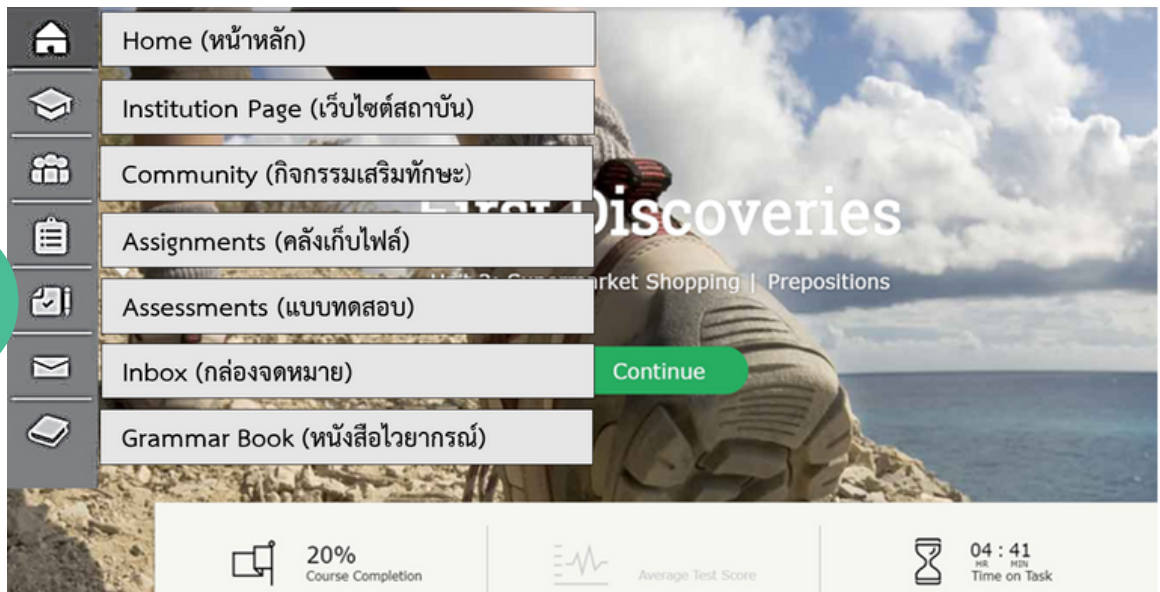 Home (หน้าหลัก)
Institution Page (เว็บไซต์สถาบัน)
Community (กิจกรรมเสริมทักษะ)
Assignments (คลังเก็บไฟล์)
Assessments (แบบทดสอบ)
Inbox (กล่องจดหมาย)
Grammar Book (หนังสือไวยากรณ์)
First Discoveries
Supermarket Shopping | Prepositions
Continue
20%
Course Completion
Average Test Score
04 : 41
HR MIN
Time on Task